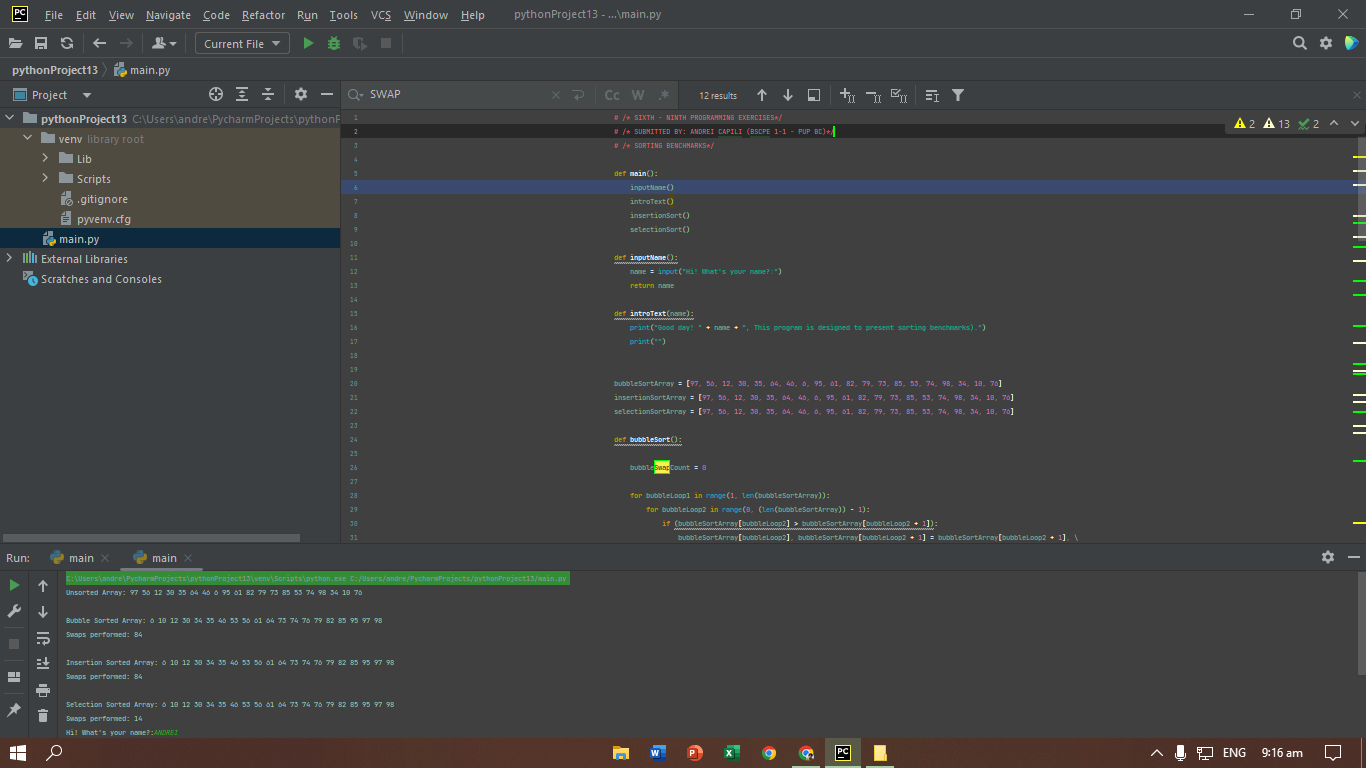 PC File Edit View Navigate Code Refactor Run Tools VCS Window Help pythonProject13 - ...\main.py
Current File
pythonProject13 main.py
Project
SWAP
Cc W .*
12 results
pythonProject13 C:\Users\andre\PycharmProjects\pythonP
venv library root
Lib
Scripts
.gitignore
pyvenv.cfg
main.py
External Libraries
Scratches and Consoles
2 13 2
1 # /* SIXTH - NINTH PROGRAMMING EXERCISES*/
2 # /* SUBMITTED BY: ANDREI CAPILI (BSCPE 1-1 - PUP BC)*/
3 # /* SORTING BENCHMARKS*/
4
5 def main():
6 inputName()
7 introText()
8 insertionSort()
9 selectionSort()
10
11 def inputName():
12 name = input("Hi! What's your name?:")
13 return name
14
15 def introText(name):
16 print("Good day! " + name + ", This program is designed to present sorting benchmarks).")
17 print("")
18
19
20 bubbleSortArray = [97, 56, 12, 30, 35, 64, 46, 6, 95, 61, 82, 79, 73, 85, 53, 74, 98, 34, 10, 76]
21 insertionSortArray = [97, 56, 12, 30, 35, 64, 46, 6, 95, 61, 82, 79, 73, 85, 53, 74, 98, 34, 10, 76]
22 selectionSortArray = [97, 56, 12, 30, 35, 64, 46, 6, 95, 61, 82, 79, 73, 85, 53, 74, 98, 34, 10, 76]
23
24 def bubbleSort():
25
26 bubbleSwapCount = 0
27
28 for bubbleLoop1 in range(1, len(bubbleSortArray)):
29 for bubbleLoop2 in range(0, (len(bubbleSortArray)) - 1):
30 if (bubbleSortArray[bubbleLoop2] > bubbleSortArray[bubbleLoop2 + 1]):
31 bubbleSortArray[bubbleLoop2], bubbleSortArray[bubbleLoop2 + 1] = bubbleSortArray[bubbleLoop2 + 1], \
Run: main main
C:\Users\andre\PycharmProjects\pythonProject13\venv\Scripts\python.exe C:/Users/andre/PycharmProjects/pythonProject13/main.py
Unsorted Array: 97 56 12 30 35 64 46 6 95 61 82 79 73 85 53 74 98 34 10 76
Bubble Sorted Array: 6 10 12 30 34 35 46 53 56 61 64 73 74 76 79 82 85 95 97 98
Swaps performed: 84
Insertion Sorted Array: 6 10 12 30 34 35 46 53 56 61 64 73 74 76 79 82 85 95 97 98
Swaps performed: 84
Selection Sorted Array: 6 10 12 30 34 35 46 53 56 61 64 73 74 76 79 82 85 95 97 98
Swaps performed: 14
Hi! What's your name?:ANDREI
PC ENG 9:16 am